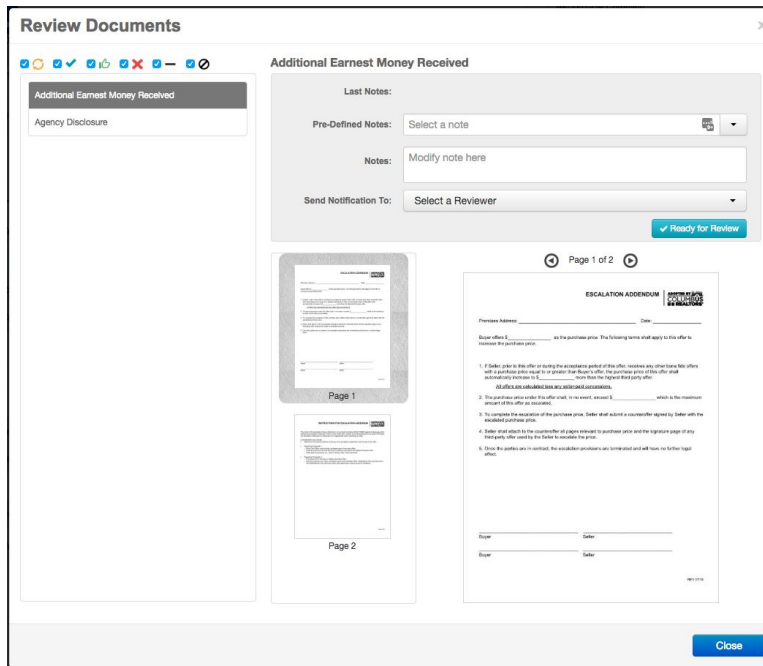 Review Documents
x
Additional Earnest Money Received
Agency Disclosure
Additional Earnest Money Received
Last Notes:
Pre-Defined Notes:
Select a note
Notes:
Modify note here
Send Notification To:
Select a Reviewer
Ready for Review
ESCALATION ADDENDUM
Page 1
Page 2
Page 1 of 2
ESCALATION ADDENDUM
ADOPTED BY THE
COLUMBUS
REALTORS®
Premises Address:
Date:
Buyer offers $ as the purchase price. The following terms shall apply to this offer to
increase the purchase price.
1. If Seller, prior to this offer or during the acceptance period of this offer, receives any other bona fide offers
with a purchase price equal to or greater than Buyer's offer, the purchase price of this offer shall
automatically increase to $ more than the highest third party offer.
All offers are calculated less any seller-paid concessions.
2. The purchase price under this offer shall, in no event, exceed $ which is the maximum
amount of this offer as escalated.
3. To complete the escalation of the purchase price, Seller shall submit a counteroffer signed by Seller with the
escalated purchase price.
4. Seller shall attach to the counteroffer all pages relevant to purchase price and the signature page of any
third-party offer used by the Seller to escalate the price.
5. Once the parties are in contract, the escalation provisions are terminated and will have no further legal
effect.
Buyer
Seller
Buyer
Seller
Close